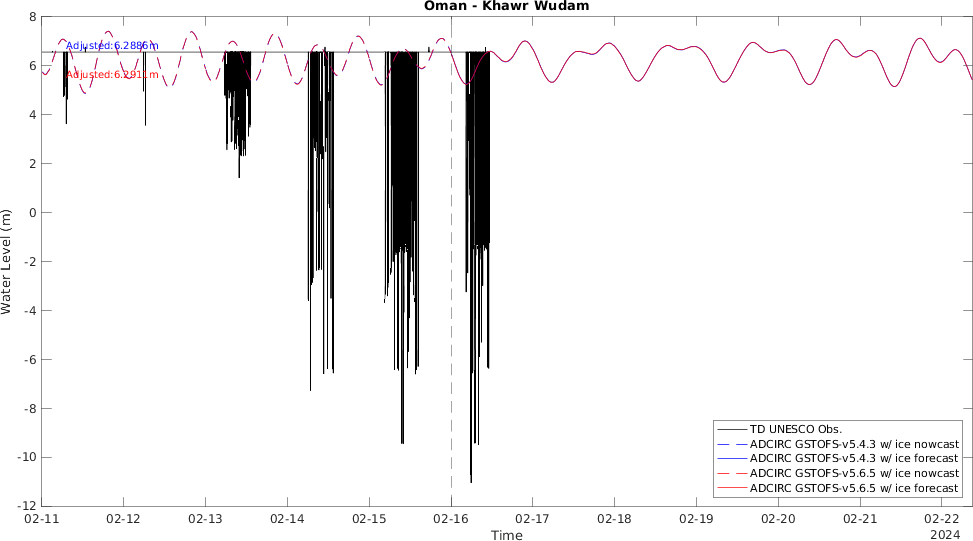 Oman - Khawr Wudam
8
6
4
2
0
-2
-4
-6
-8
-10
-12
Water Level (m)
Adjusted:6.2886m
Adjusted:6.2911m
TD UNESCO Obs.
ADCIRC GSTOFS-v5.4.3 w/ ice nowcast
ADCIRC GSTOFS-v5.4.3 w/ ice forecast
ADCIRC GSTOFS-v5.6.5 w/ ice nowcast
ADCIRC GSTOFS-v5.6.5 w/ ice forecast
02-11 02-12 02-13 02-14 02-15 02-16 02-17 02-18 02-19 02-20 02-21 02-22
Time 2024